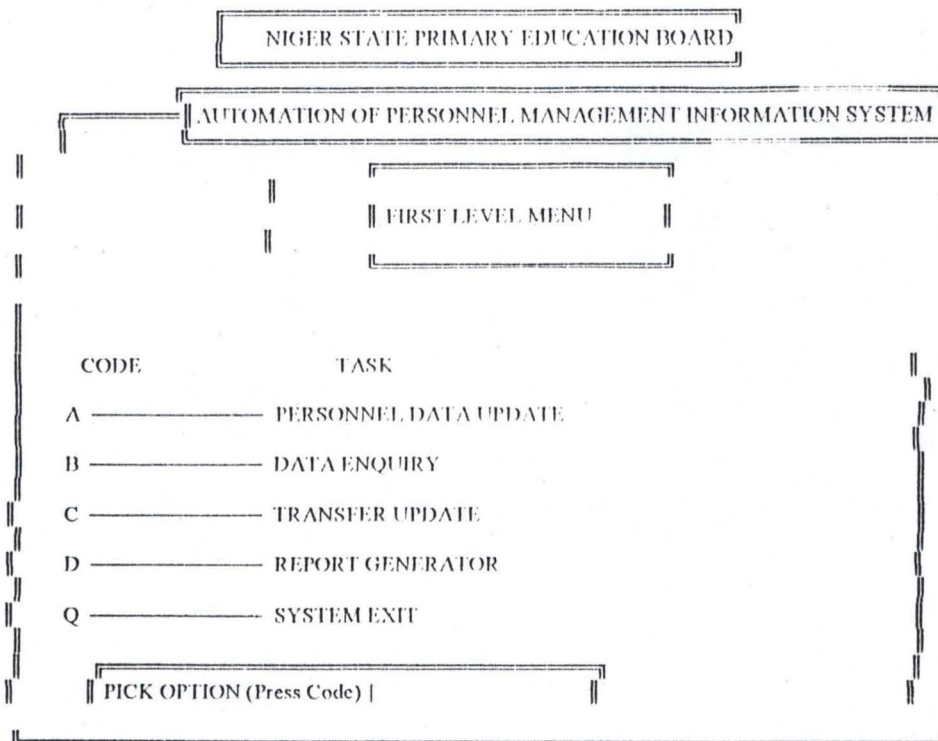 NIGER STATE PRIMARY EDUCATION BOARD
AUTOMATION OF PERSONNEL MANAGEMENT INFORMATION SYSTEM
FIRST LEVEL MENU
CODE TASK
A ———— PERSONNEL DATA UPDATE
B ———— DATA ENQUIRY
C ———— TRANSFER UPDATE
D ———— REPORT GENERATOR
Q ———— SYSTEM EXIT
PICK OPTION (Press Code) |